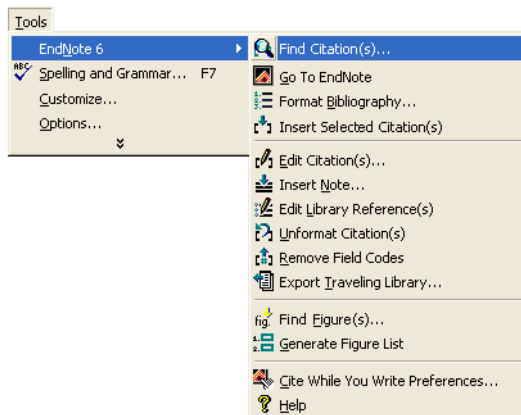 Tools
EndNote 6
ABC Spelling and Grammar... F7
Customize...
Options...
Find Citation(s)...
Go To EndNote
Format Bibliography...
Insert Selected Citation(s)
Edit Citation(s)...
Insert Note...
Edit Library Reference(s)
Unformat Citation(s)
Remove Field Codes
Export Traveling Library...
fig. Find Figure(s)...
Generate Figure List
Cite While You Write Preferences...
Help